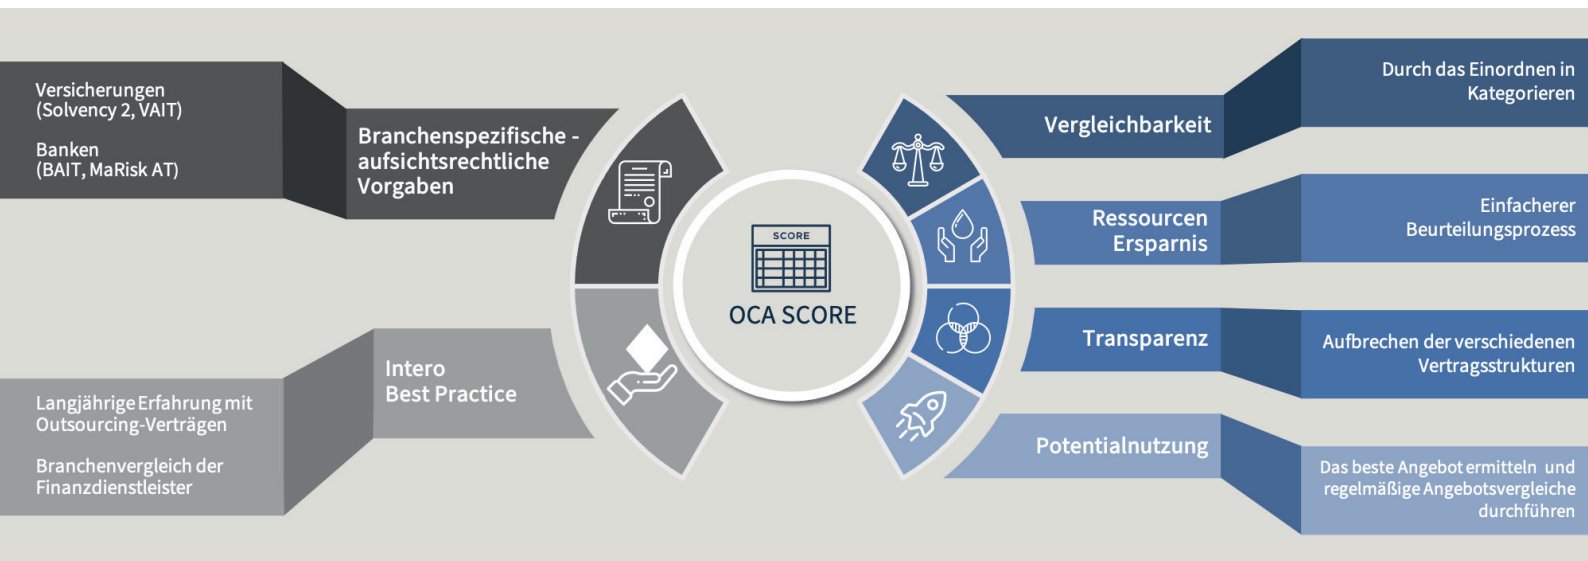 Versicherungen
(Solvency 2, VAIT)
Banken
(BAIT, MaRisk AT)
Branchenspezifische -
aufsichtsrechtliche
Vorgaben
Langjährige Erfahrung mit
Outsourcing-Verträgen
Branchenvergleich der
Finanzdienstleister
Intero
Best Practice
SCORE
OCA SCORE
Vergleichbarkeit
Durch das Einordnen in
Kategorieren
Ressourcen
Ersparnis
Einfacherer
Beurteilungsprozess
Transparenz
Aufbrechen der verschiedenen
Vertragsstrukturen
Potentialnutzung
Das beste Angebot ermitteln und
regelmäßige Angebotsvergleiche
durchführen